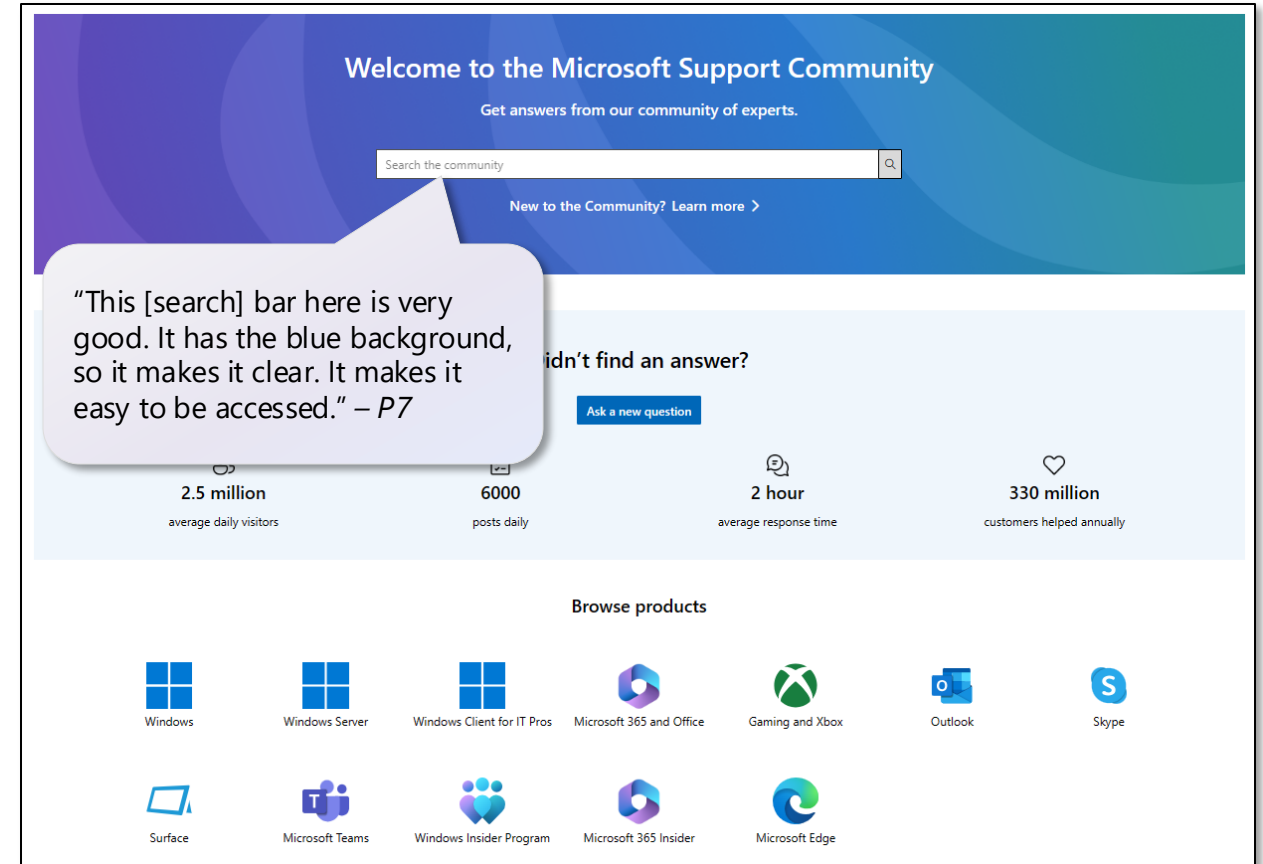 Welcome to the Microsoft Support Community
Get answers from our community of experts.
Search the community
New to the Community? Learn more >
“This [search] bar here is very
good. It has the blue background,
so it makes it clear. It makes it
easy to be accessed.” – P7
idn’t find an answer?
Ask a new question
2.5 million
average daily visitors
6000
posts daily
2 hour
average response time
330 million
customers helped annually
Browse products
Windows
Windows Server
Windows Client for IT Pros
Microsoft 365 and Office
Gaming and Xbox
Outlook
Skype
Surface
Microsoft Teams
Windows Insider Program
Microsoft 365 Insider
Microsoft Edge